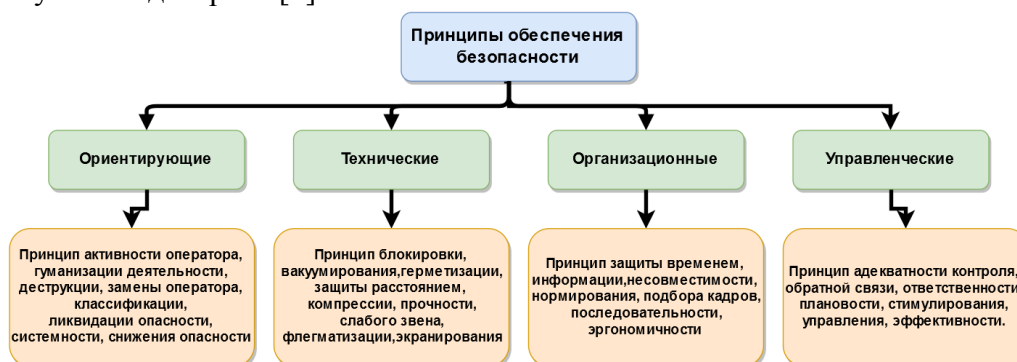 Принципы обеспечения
безопасности
Ориентирующие
Технические
Организационные
Управленческие
Принцип активности оператора,
гуманизации деятельности,
деструкции, замены оператора,
классификации,
ликвидации опасности,
системности, снижения опасности
Принцип блокировки,
вакуумирования,герметизации,
защиты расстоянием,
компрессии, прочности,
слабого звена,
флегматизации,экранирования
Принцип защиты временем,
информации,несовместимости,
нормирования, подбора кадров,
последовательности,
эргономичности
Принцип адекватности контроля,
обратной связи, ответственности
плановости, стимулирования,
управления, эффективности.